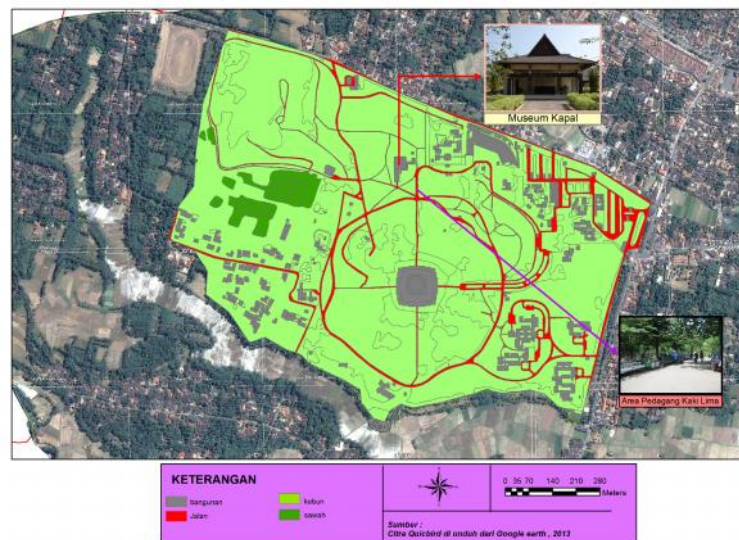 Museum Kapal
Area Pedagang Kaki Lima
KETERANGAN
bangunan
Jalan
kebun
sawah
0 35 70 140 210 280
Meters
Sumber :
Citra Quicbird di unduh dari Google earth , 2013